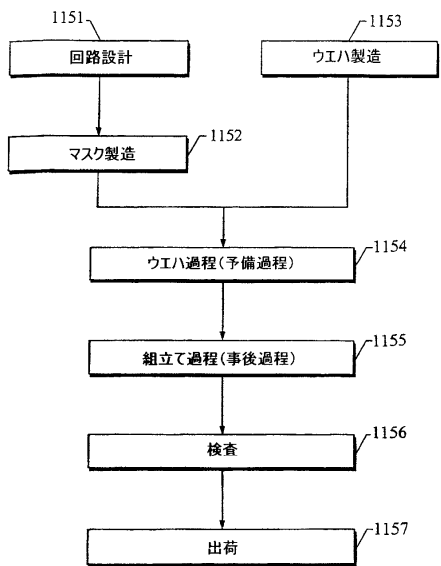 1151
回路設計
1153
ウエハ製造
1152
マスク製造
1154
ウエハ過程(予備過程)
1155
組立て過程(事後過程)
1156
検査
1157
出荷